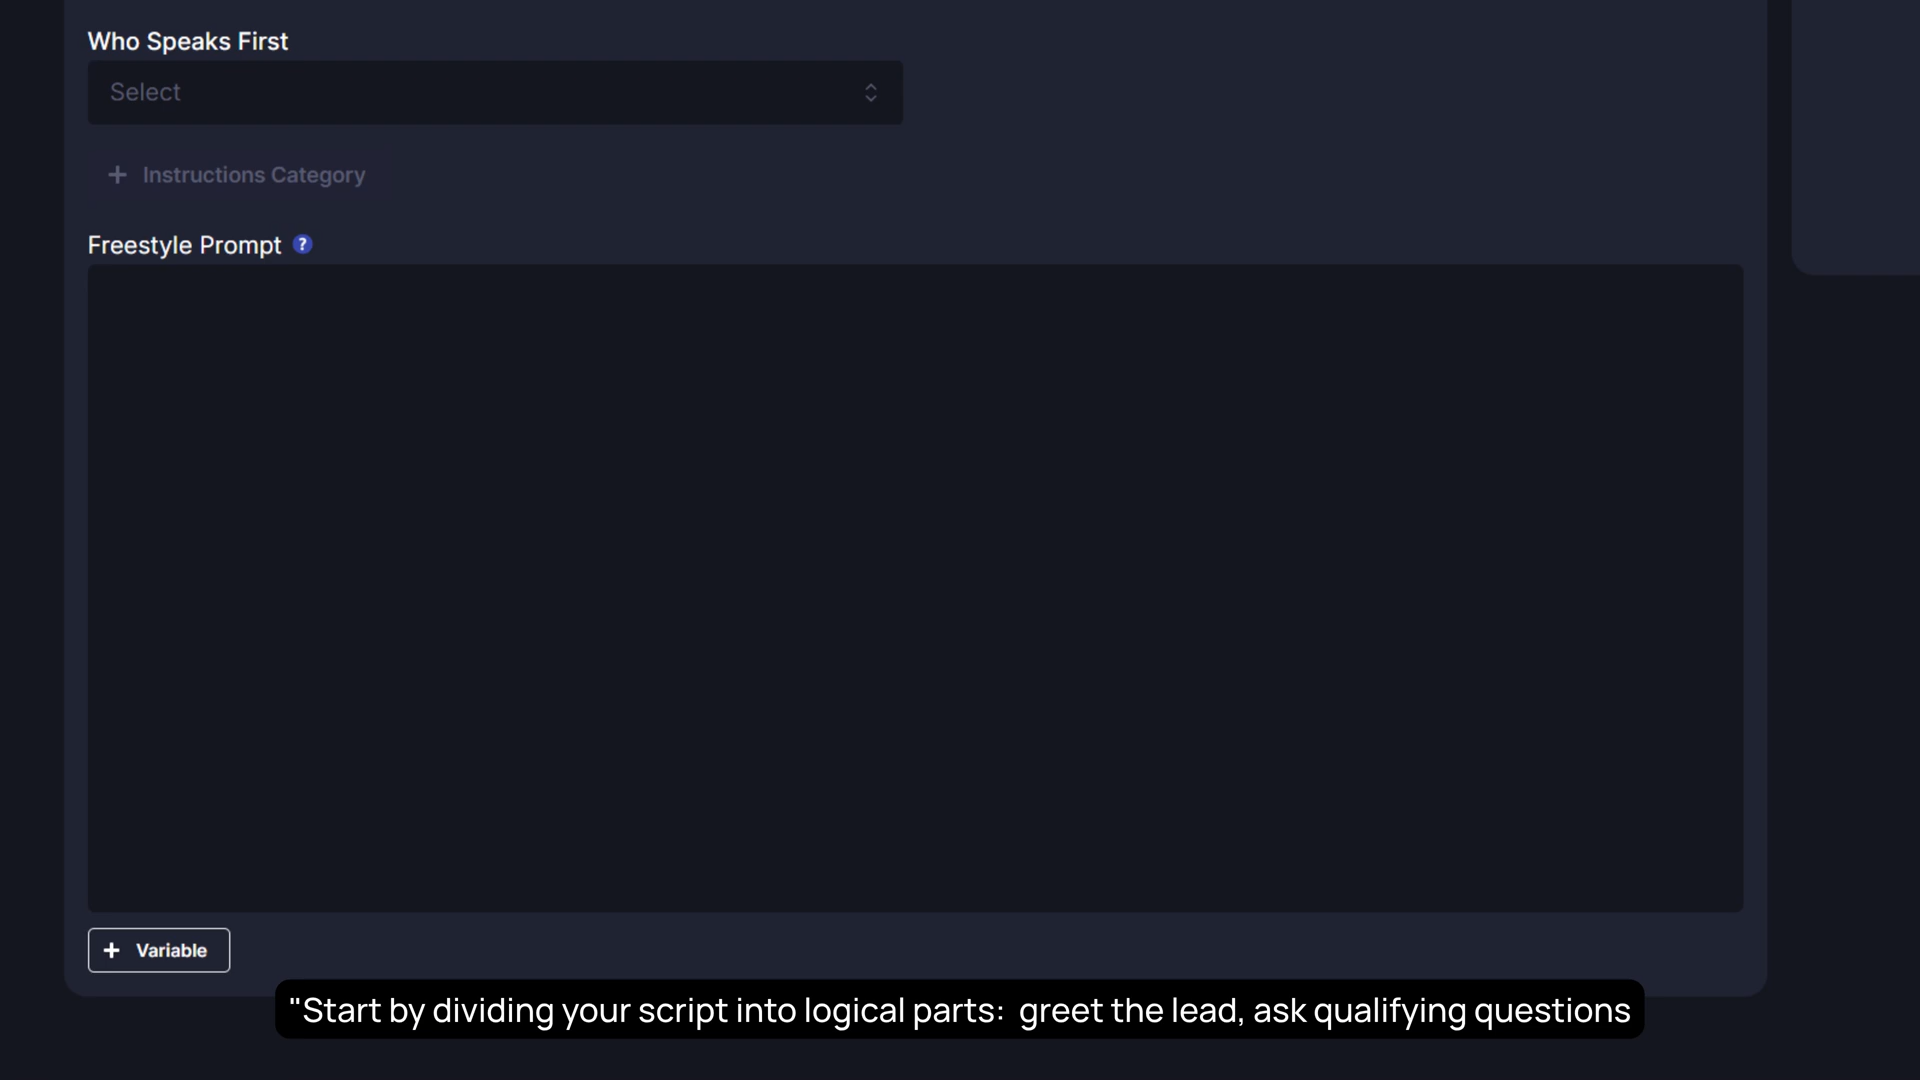 Who Speaks First
Select
+ Instructions Category
Freestyle Prompt ?
+ Variable
"Start by dividing your script into logical parts:  greet the lead, ask qualifying questions